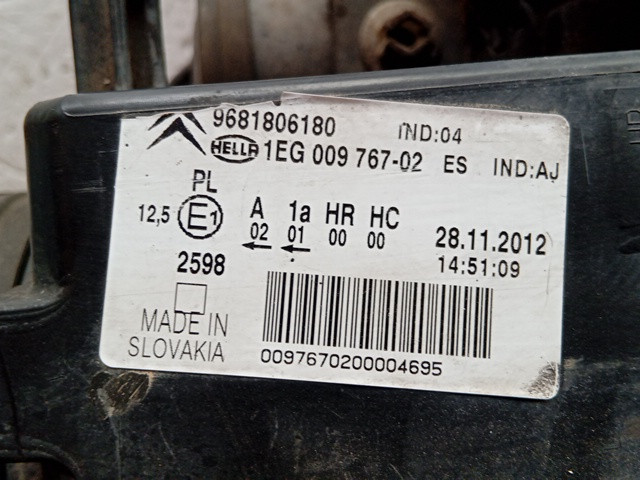 9681806180 IND:04
HELLA 1EG 009 767-02 ES IND:AJ
PL
12,5 E1 A 1a HR HC
02 01 00 00
28.11.2012
14:51:09
2598
MADE IN
SLOVAKIA
0097670200004695